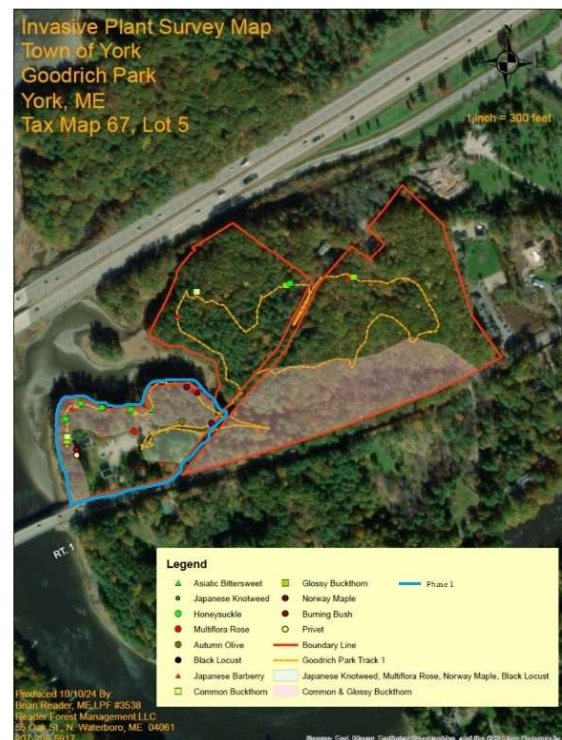 Invasive Plant Survey Map
Town of York
Goodrich Park
York, ME
Tax Map 67, Lot 5
N
1 inch = 300 feet
RT. 1
Legend
Asiatic Bittersweet
Japanese Knotweed
Honeysuckle
Multiflora Rose
Autumn Olive
Black Locust
Japanese Barberry
Common Buckthorn
Glossy Buckthorn
Norway Maple
Burning Bush
Privet
Boundary Line
Goodrich Park Track 1
Japanese Knotweed, Multiflora Rose, Norway Maple, Black Locust
Common & Glossy Buckthorn
Phase 1
Produced 10/10/24 By:
Brian Reader, ME LPF #3538
Reader Forest Management LLC
55 Oak St., N. Waterboro, ME 04061